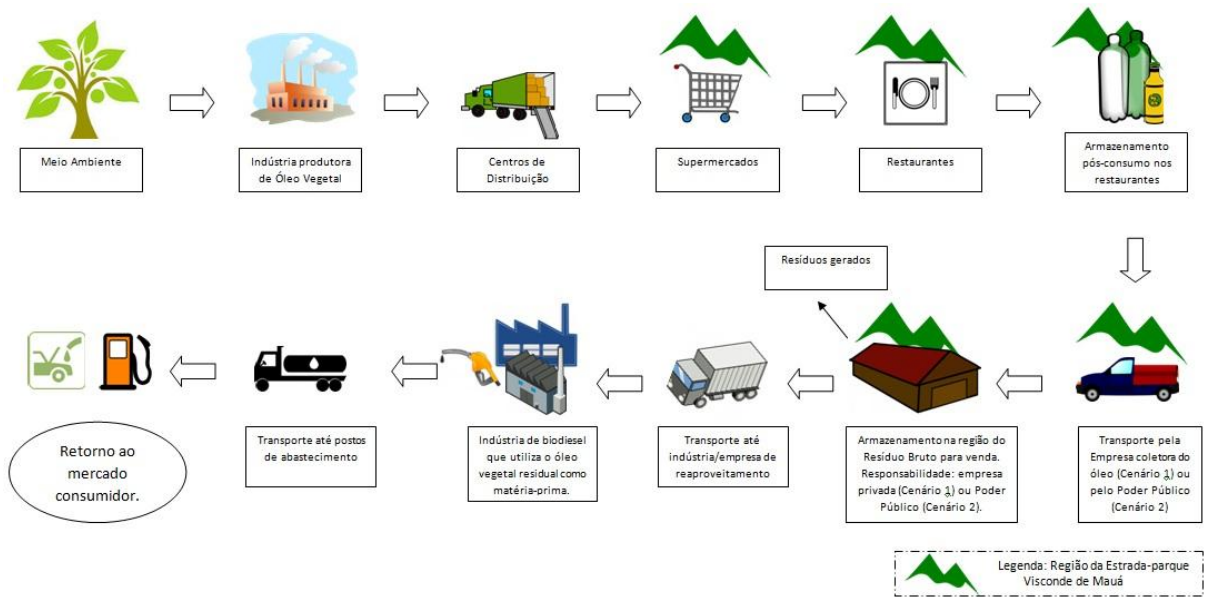 Meio Ambiente
Indústria produtora
de Óleo Vegetal
Centros de
Distribuição
Supermercados
Restaurantes
Armazenamento
pós-consumo nos
restaurantes
Resíduos gerados
Retorno ao
mercado
consumidor.
Transporte até postos
de abastecimento
Indústria de biodiesel
que utiliza o óleo
vegetal residual como
matéria-prima.
Transporte até
indústria/empresa de
reaproveitamento
Armazenamento na região do
Resíduo Bruto para venda.
Responsabilidade: empresa
privada (Cenário 1) ou Poder
Público (Cenário 2).
Transporte pela
Empresa coletora do
óleo (Cenário 1) ou
pelo Poder Público
(Cenário 2)
Legenda: Região da Estrada-parque
Visconde de Mauá